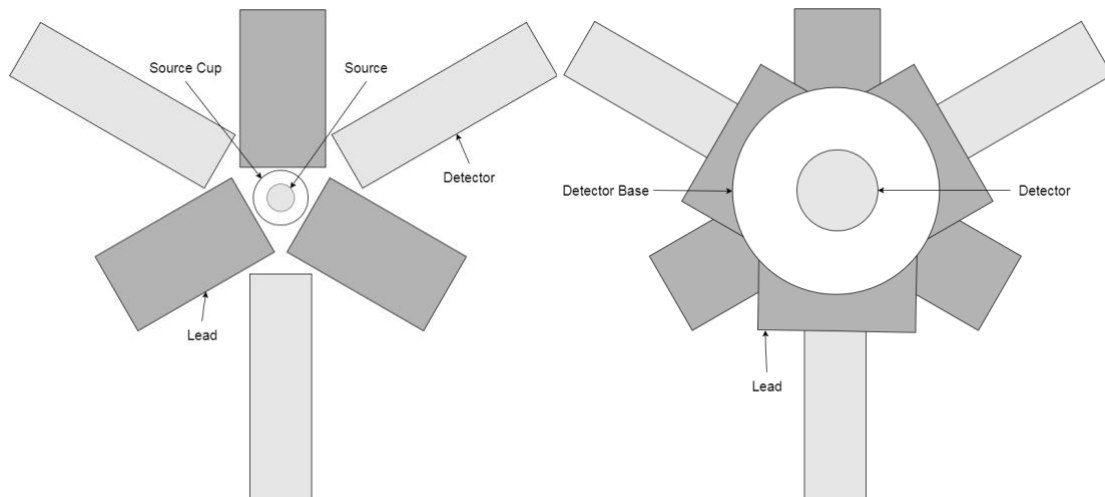 Source Cup
Source
Detector
Lead
Detector Base
Detector
Lead